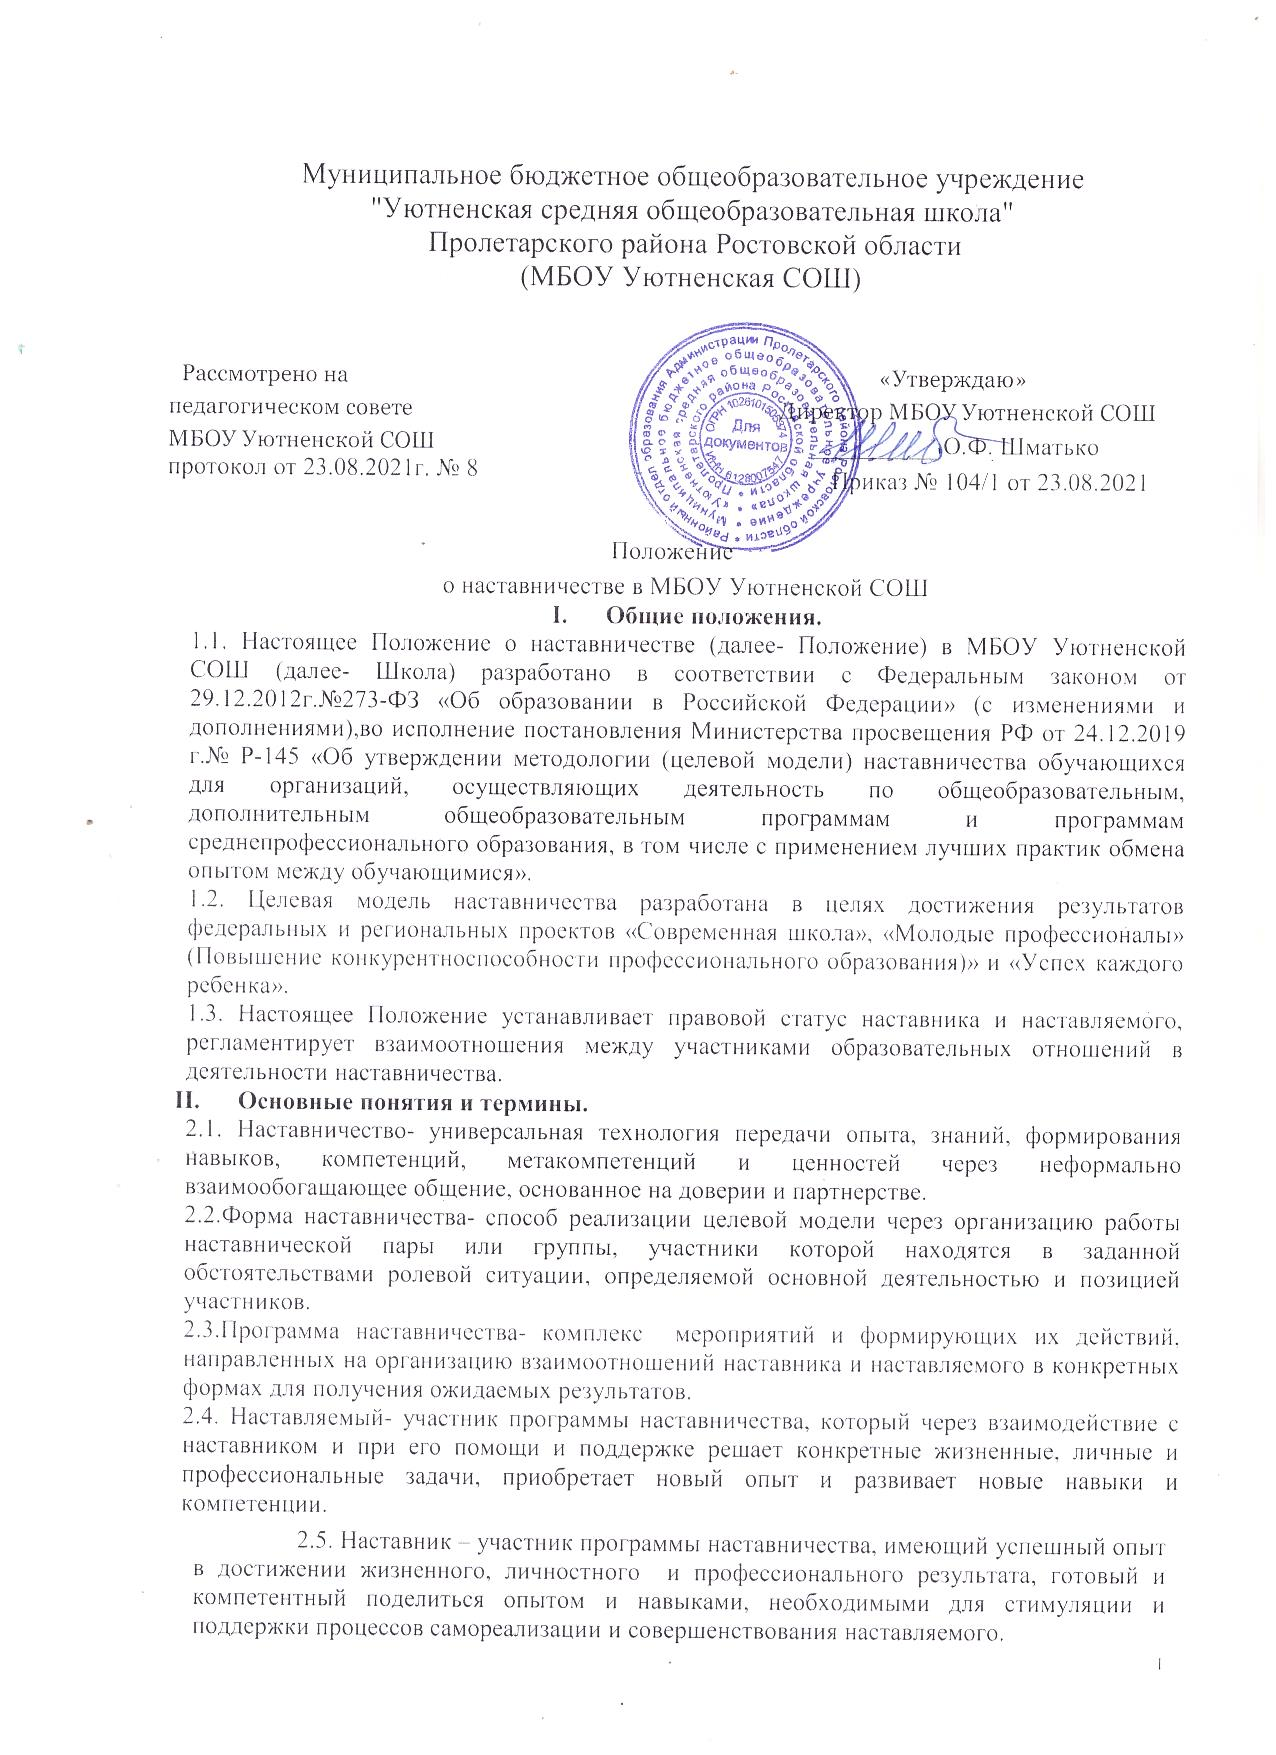 Муниципальное бюджетное общеобразовательное учреждение
"Уютненская средняя общеобразовательная школа"
Пролетарского района Ростовской области
(МБОУ Уютненская СОШ)
Рассмотрено на
педагогическом совете
МБОУ Уютненской СОШ
протокол от 23.08.2021г. № 8
«Утверждаю»
Директор МБОУ Уютненской СОШ
О.Ф. Шматько
Приказ № 104/1 от 23.08.2021
Для
документов
Положение
о наставничестве в МБОУ Уютненской СОШ
I. Общие положения.
1.1. Настоящее Положение о наставничестве (далее- Положение) в МБОУ Уютненской
СОШ (далее- Школа) разработано в соответствии с Федеральным законом от
29.12.2012г.№273-ФЗ «Об образовании в Российской Федерации» (с изменениями и
дополнениями),во исполнение постановления Министерства просвещения РФ от 24.12.2019
г.№ Р-145 «Об утверждении методологии (целевой модели) наставничества обучающихся
для организаций, осуществляющих деятельность по общеобразовательным,
дополнительным общеобразовательным программам и программам
среднепрофессионального образования, в том числе с применением лучших практик обмена
опытом между обучающимися».
1.2. Целевая модель наставничества разработана в целях достижения результатов
федеральных и региональных проектов «Современная школа», «Молодые профессионалы»
(Повышение конкурентноспособности профессионального образования)» и «Успех каждого
ребенка».
1.3. Настоящее Положение устанавливает правовой статус наставника и наставляемого,
регламентирует взаимоотношения между участниками образовательных отношений в
деятельности наставничества.
II. Основные понятия и термины.
2.1. Наставничество- универсальная технология передачи опыта, знаний, формирования
навыков, компетенций, метакомпетенций и ценностей через неформально
взаимообогащающее общение, основанное на доверии и партнерстве.
2.2.Форма наставничества- способ реализации целевой модели через организацию работы
наставнической пары или группы, участники которой находятся в заданной
обстоятельствами ролевой ситуации, определяемой основной деятельностью и позицией
участников.
2.3.Программа наставничества- комплекс мероприятий и формирующих их действий,
направленных на организацию взаимоотношений наставника и наставляемого в конкретных
формах для получения ожидаемых результатов.
2.4. Наставляемый- участник программы наставничества, который через взаимодействие с
наставником и при его помощи и поддержке решает конкретные жизненные, личные и
профессиональные задачи, приобретает новый опыт и развивает новые навыки и
компетенции.
2.5. Наставник – участник программы наставничества, имеющий успешный опыт
в достижении жизненного, личностного и профессионального результата, готовый и
компетентный поделиться опытом и навыками, необходимыми для стимуляции и
поддержки процессов самореализации и совершенствования наставляемого.
1